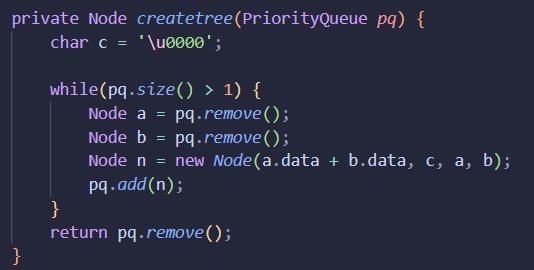 private Node createtree(PriorityQueue pq) {
    char c = '\u0000';

    while(pq.size() > 1) {
        Node a = pq.remove();
        Node b = pq.remove();
        Node n = new Node(a.data + b.data, c, a, b);
        pq.add(n);
    }
    return pq.remove();
}